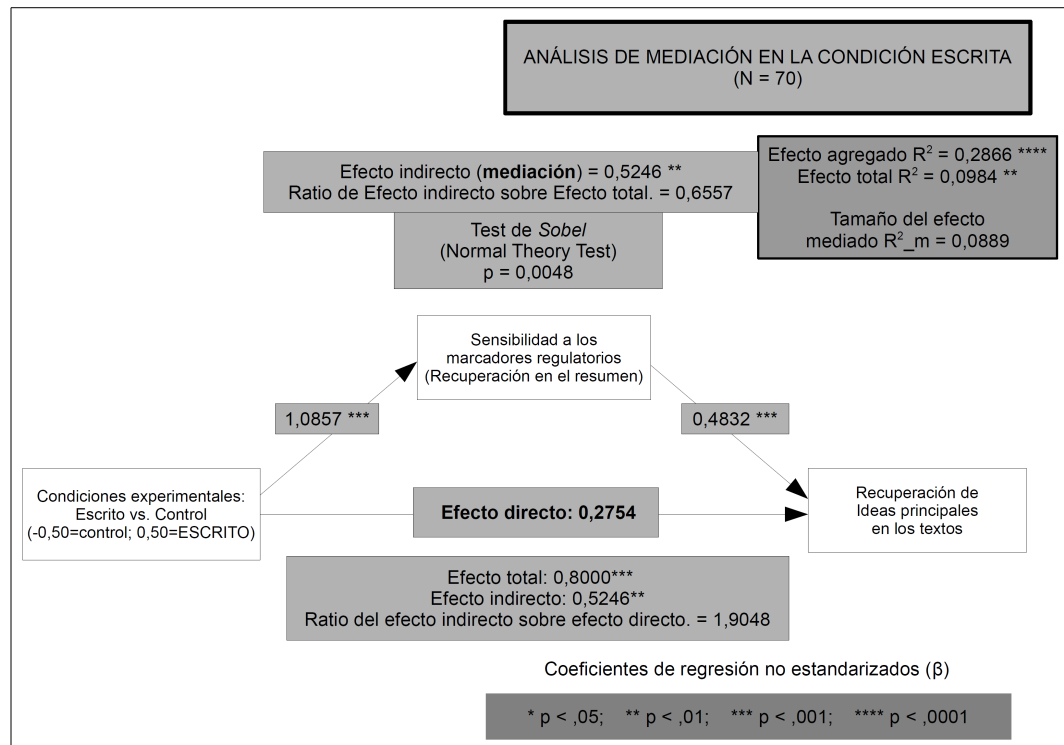 ANÁLISIS DE MEDIACIÓN EN LA CONDICIÓN ESCRITA
(N = 70)
Efecto indirecto (mediación) = 0,5246 **
Ratio de Efecto indirecto sobre Efecto total. = 0,6557
Efecto agregado R² = 0,2866 ****
Efecto total R² = 0,0984 **
Tamaño del efecto
mediado R²_m = 0,0889
Test de Sobel
(Normal Theory Test)
p = 0,0048
Sensibilidad a los
marcadores regulatorios
(Recuperación en el resumen)
1,0857 ***
0,4832 ***
Condiciones experimentales:
Escrito vs. Control
(-0,50=control; 0,50=ESCRITO)
Efecto directo: 0,2754
Recuperación de
Ideas principales
en los textos
Efecto total: 0,8000***
Efecto indirecto: 0,5246**
Ratio del efecto indirecto sobre efecto directo. = 1,9048
Coeficientes de regresión no estandarizados (β)
* p < ,05; ** p < ,01; *** p < ,001; **** p < ,0001